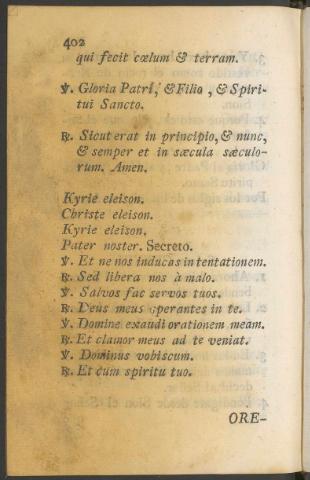 402
qui fecit cœlum & terram.
℣. Gloria Patri, & Filio, & Spiri-
tui Sancto.
℟. Sicut erat in principio, & nunc,
& semper et in sæcula sæculo-
rum. Amen.
Kyrie eleison.
Christe eleison.
Kyrie eleison.
Pater noster. Secreto.
℣. Et ne nos inducas in tentationem.
℟. Sed libera nos à malo.
℣. Salvos fac servos tuos.
℟. Deus meus sperantes in te.
℣. Domine exaudi orationem meam.
℟. Et clamor meus ad te veniat.
℣. Dominus vobiscum.
℟. Et cum spiritu tuo.
ORE-